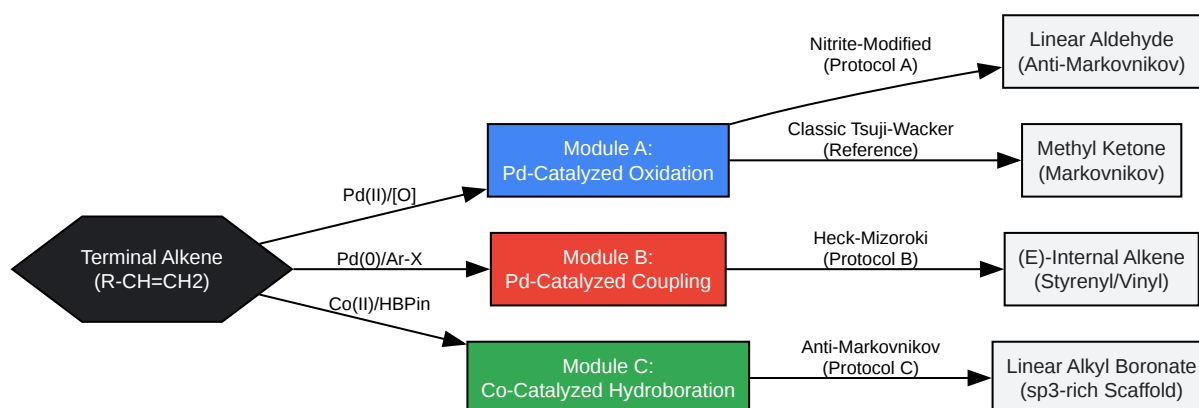 Terminal Alkene
(R-CH=CH2)
Pd(II)/[O]
Pd(0)/Ar-X
Co(II)/HBPin
Module A:
Pd-Catalyzed Oxidation
Module B:
Pd-Catalyzed Coupling
Module C:
Co-Catalyzed Hydroboration
Nitrite-Modified
(Protocol A)
Classic Tsuji-Wacker
(Reference)
Heck-Mizoroki
(Protocol B)
Anti-Markovnikov
(Protocol C)
Linear Aldehyde
(Anti-Markovnikov)
Methyl Ketone
(Markovnikov)
(E)-Internal Alkene
(Styrenyl/Vinyl)
Linear Alkyl Boronate
(sp3-rich Scaffold)